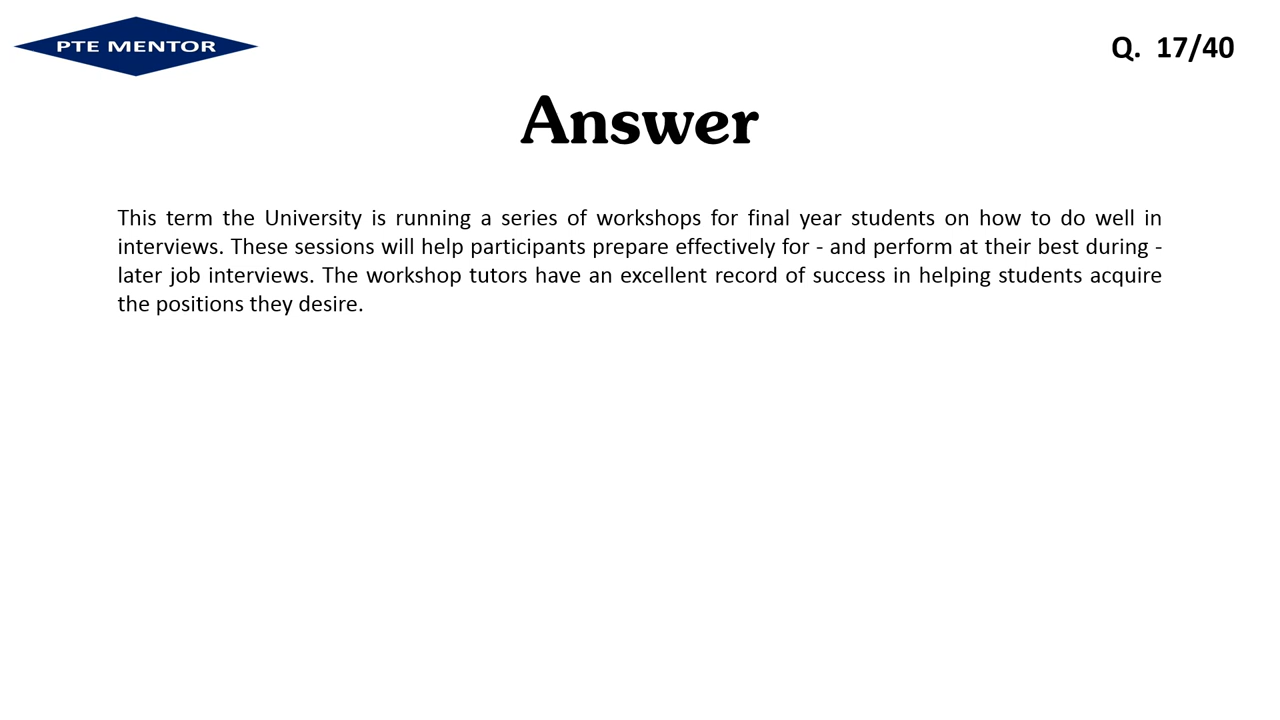 PTE MENTOR
Q. 17/40
Answer
This term the University is running a series of workshops for final year students on how to do well in
interviews. These sessions will help participants prepare effectively for - and perform at their best during -
later job interviews. The workshop tutors have an excellent record of success in helping students acquire
the positions they desire.